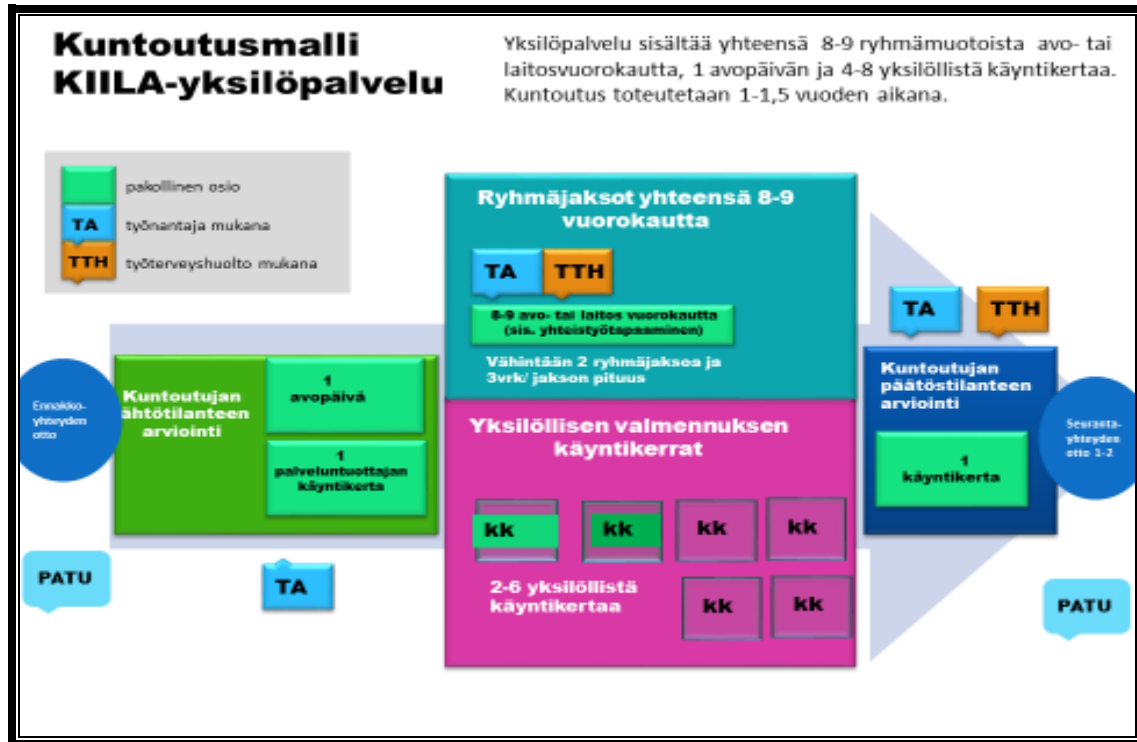 Kuntoutusmalli
KIILA-yksilöpalvelu
Yksilöpalvelu sisältää yhteensä 8-9 ryhmämuotoista avo- tai
laitosvuorokautta, 1 avopäivän ja 4-8 yksilöllistä käyntikertaa.
Kuntoutus toteutetaan 1-1,5 vuoden aikana.
pakollinen osio
TA
työnantaja mukana
TTH
työterveyshuolto mukana
Ennakko-
yhteyden
otto
Kuntoutujan
ähtötilanteen
arviointi
1
avopäivä
1
palveluntuottajan
käyntikerta
PATU
TA
Ryhmäjaksot yhteensä 8-9
vuorokautta
TA
TTH
8-9 avo- tai laitos vuorokautta
(sis. yhteistyötapaaminen)
Vähintään 2 ryhmäjaksoa ja
3vrk/ jakson pituus
Yksilöllisen valmennuksen
käyntikerrat
kk
kk
kk
kk
2-6 yksilöllistä
käyntikertaa
kk
kk
TA
TTH
Kuntoutujan
päätöstilanteen
arviointi
1
käyntikerta
Seuranta-
yhteyden
otto 1-2
PATU